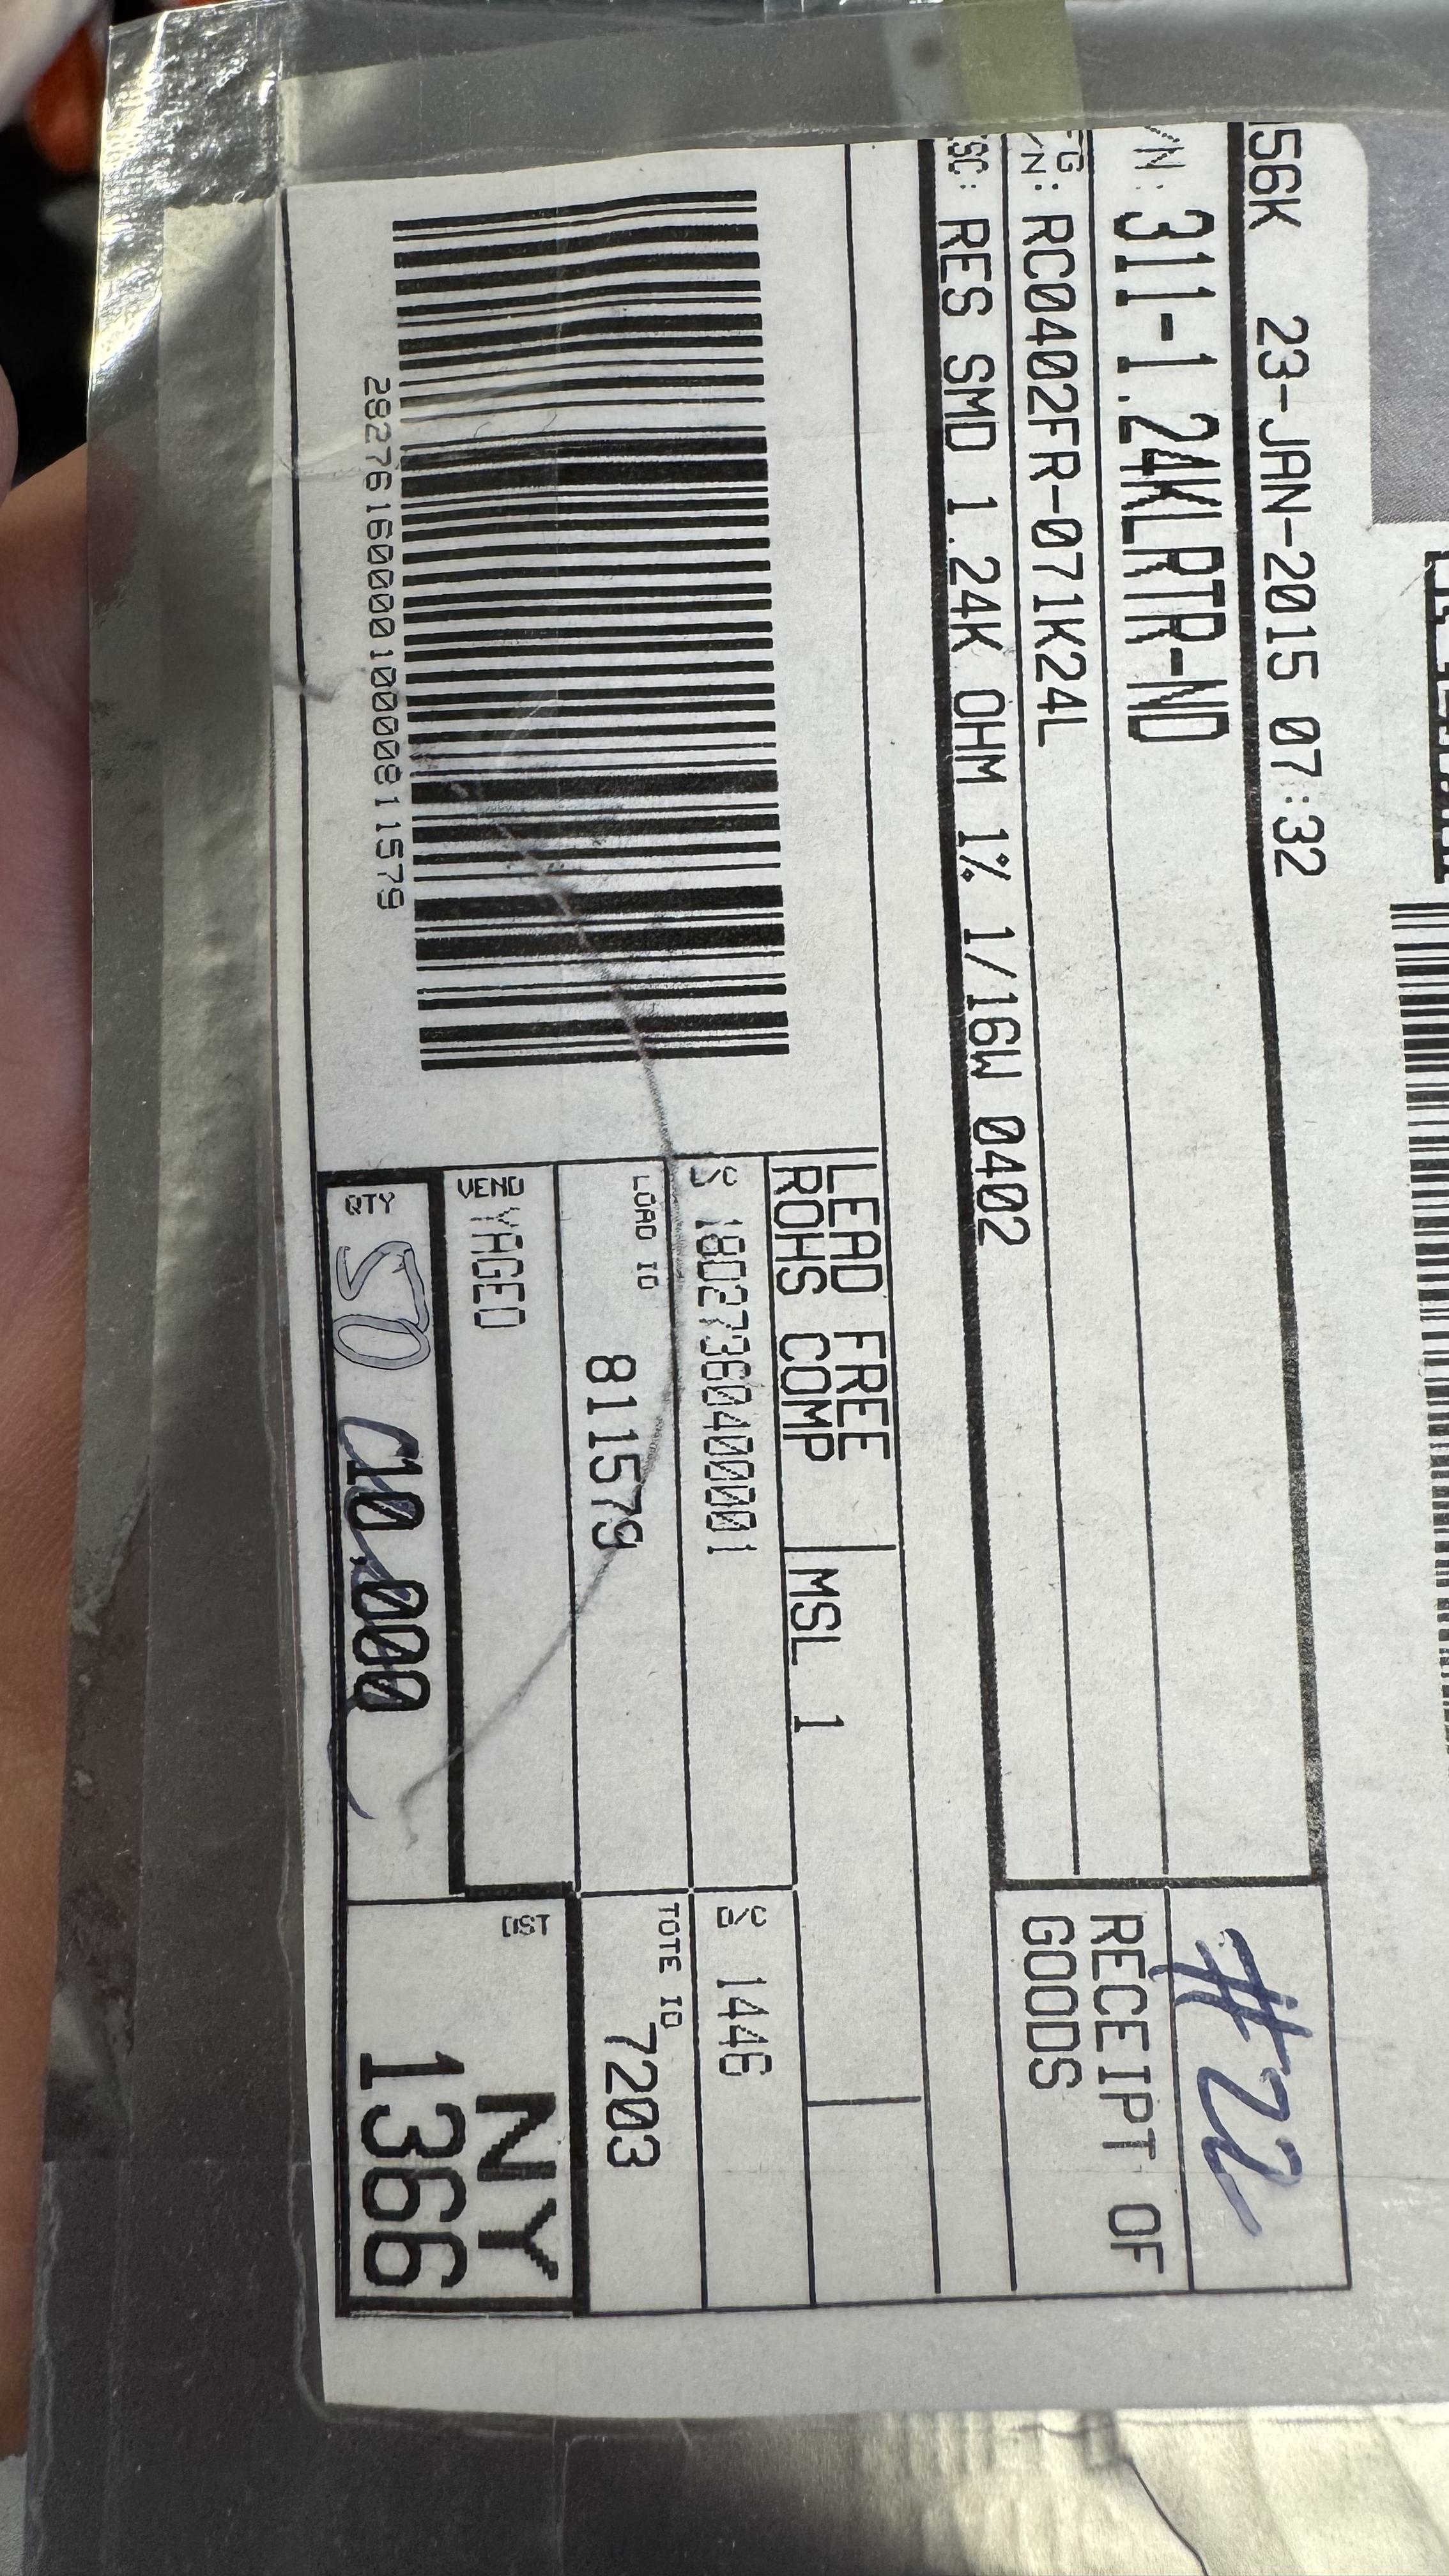 56K 23-JAN-2015 07:32
/N: 311-1.24KLRTR-ND
#22
FG
/N: RC0402FR-071K24L
RECEIPT OF
GOODS
SC: RES SMD 1.24K OHM 1% 1/16W 0402
LEAD FREE
ROHS COMP
MSL 1
180273604000
D/C 1446
LOAD ID 811579
TOTE ID 7203
VEND YAGEO
QTY 50 10,000
DST
NY
1366
2827616000010000811579